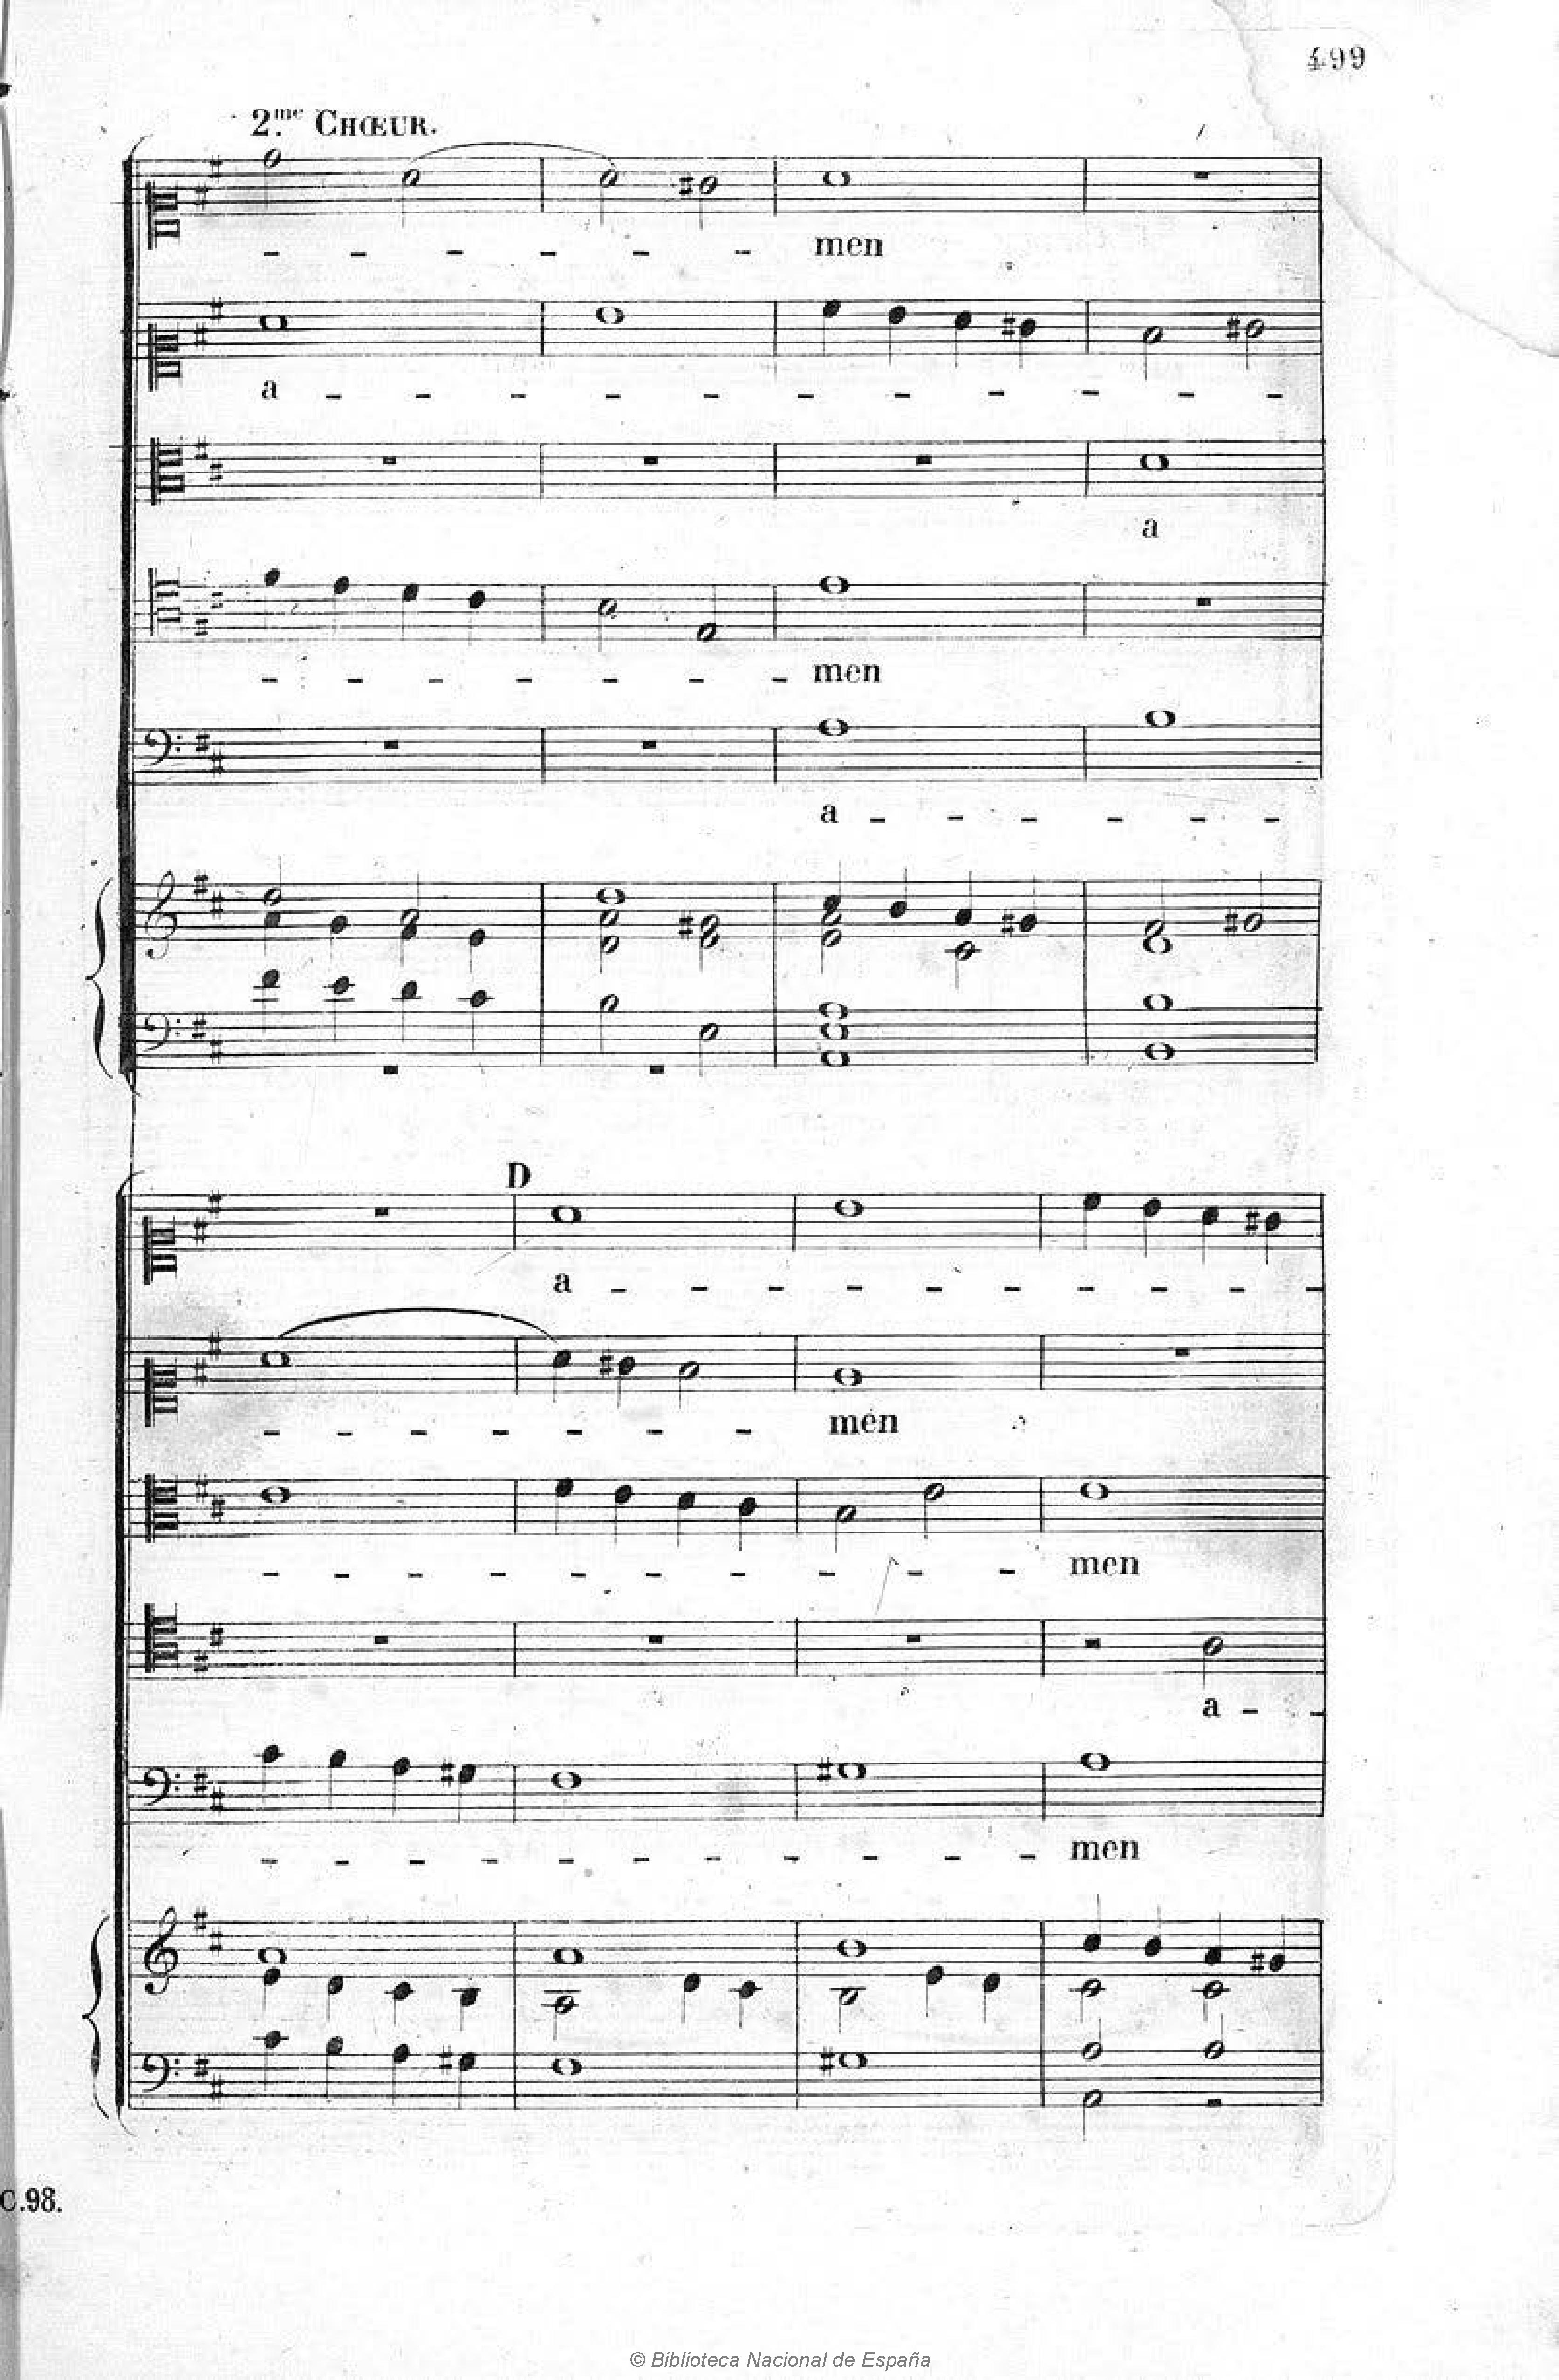 499
2.me CHŒUR.
- - - - - - men
a - - - - - - - - - - -
a
- - - - - - - men
a - - - - - -
D
a - - - - - - - - - -
- - - - - - - men
- - - - - - - - - - men
a - -
- - - - - - - - - - - men
C.98.
© Biblioteca Nacional de España